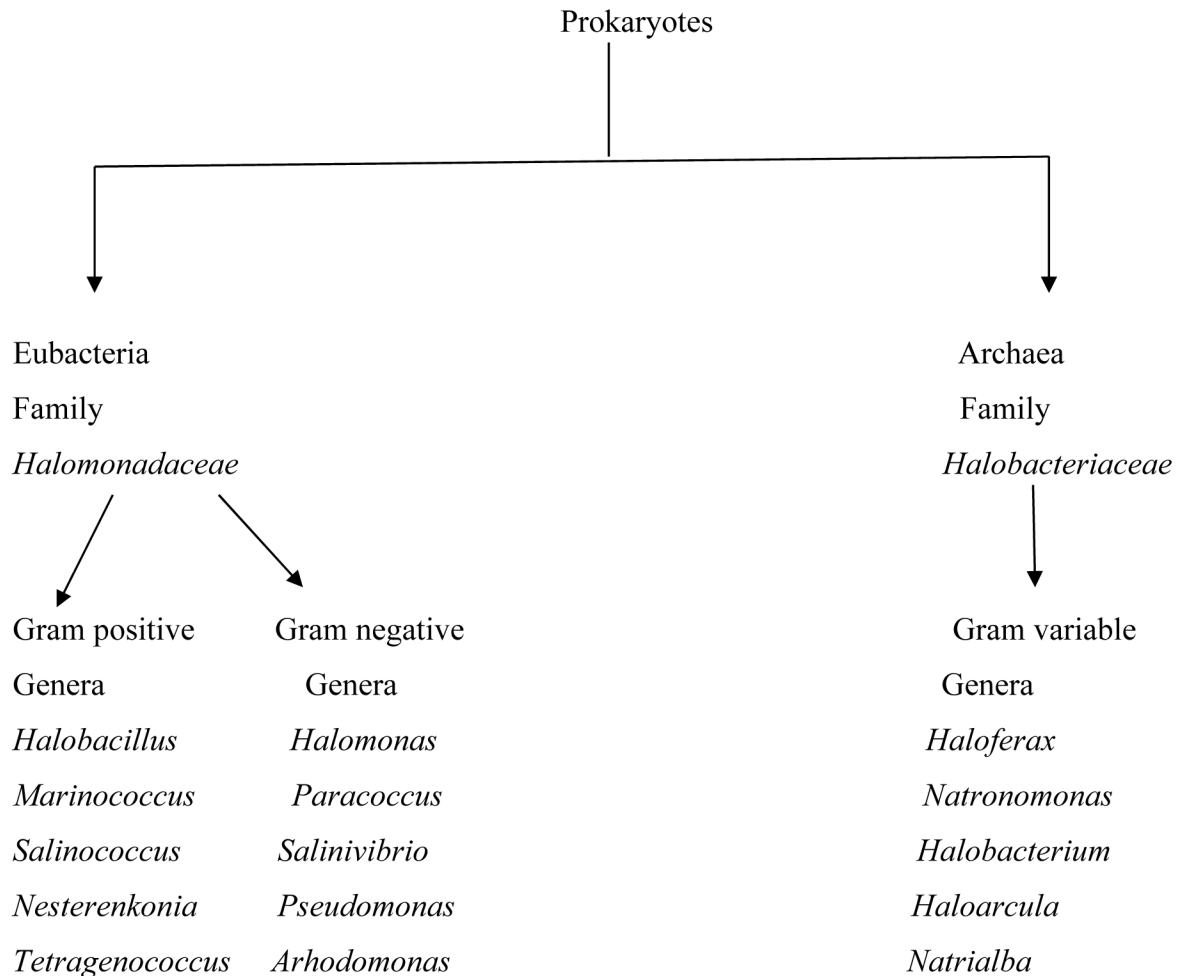 Prokaryotes
Eubacteria Archaea
Family Family
Halomonadaceae Halobacteriaceae
Gram positive Gram negative Gram variable
Genera Genera Genera
Halobacillus Halomonas Haloferax
Marinococcus Paracoccus Natronomonas
Salinococcus Salinivibrio Halobacterium
Nesterenkonia Pseudomonas Haloarcula
Tetragenococcus Arhodomonas Natrialba